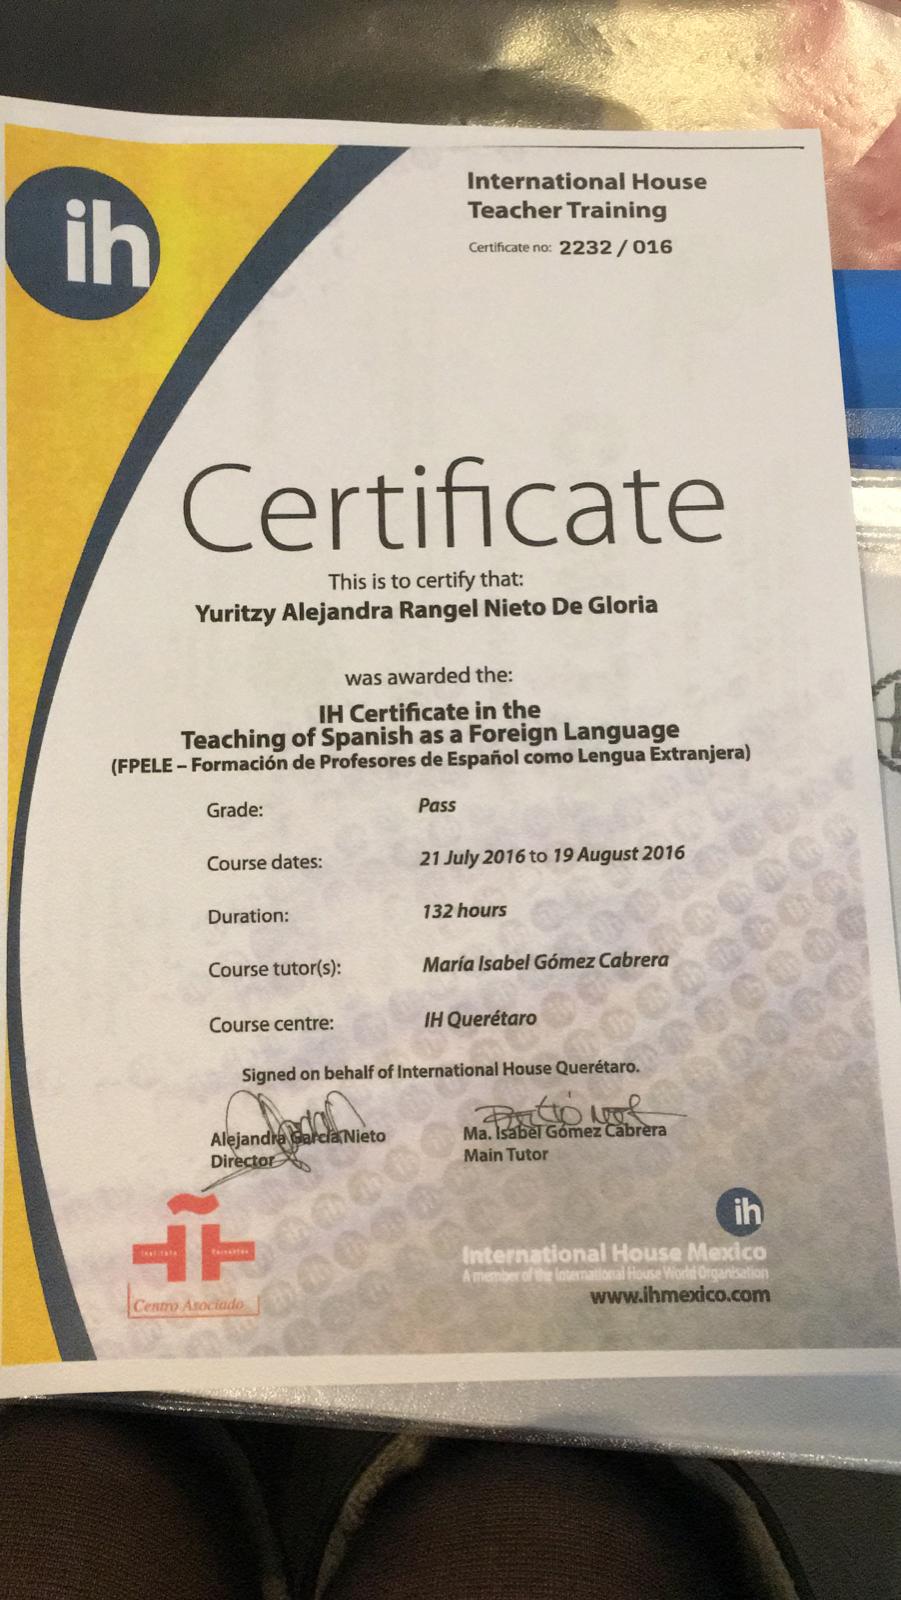 ih
International House
Teacher Training
Certificate no: 2232 / 016
Certificate
This is to certify that:
Yuritzy Alejandra Rangel Nieto De Gloria
was awarded the:
IH Certificate in the
Teaching of Spanish as a Foreign Language
(FPELE – Formación de Profesores de Español como Lengua Extranjera)
Grade: Pass
Course dates: 21 July 2016 to 19 August 2016
Duration: 132 hours
Course tutor(s): María Isabel Gómez Cabrera
Course centre: IH Querétaro
Signed on behalf of International House Querétaro.
Alejandra García Nieto
Director
Ma. Isabel Gómez Cabrera
Main Tutor
Instituto Cervantes
Centro Asociado
ih
International House Mexico
A member of the International House World Organisation
www.ihmexico.com